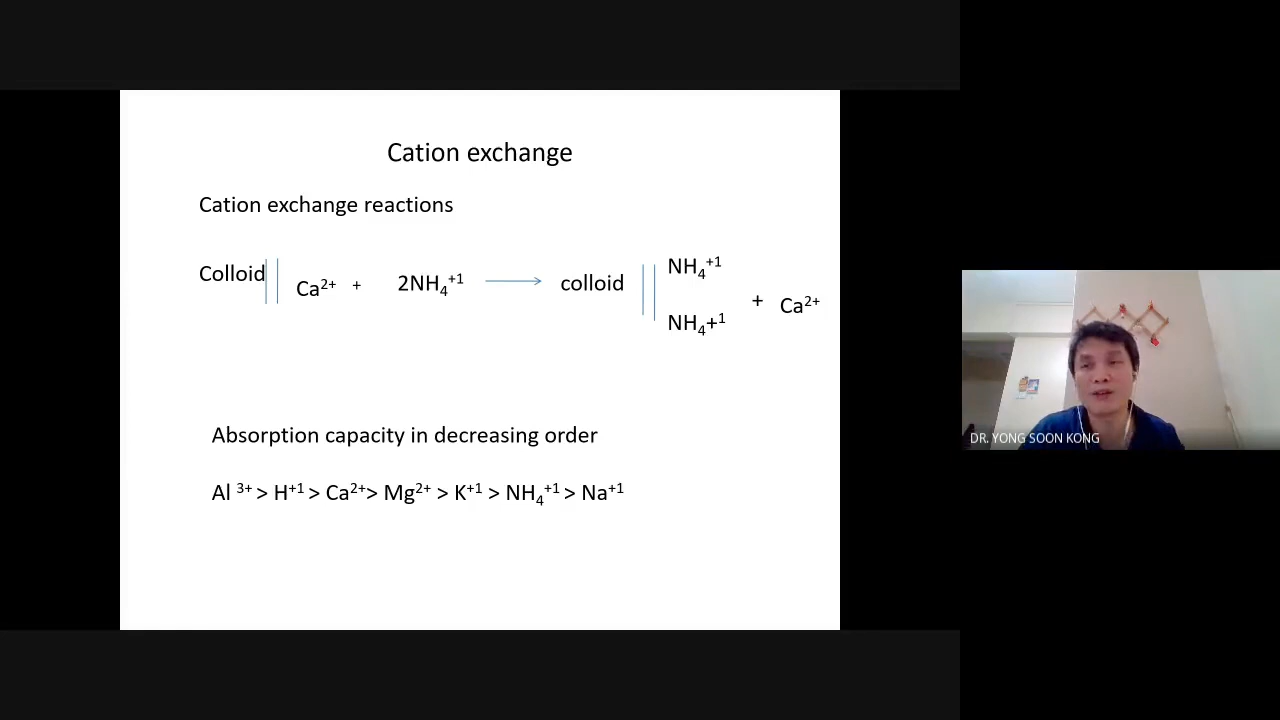 Cation exchange
Cation exchange reactions
Colloid Ca²⁺ + 2NH₄⁺¹ → colloid NH₄⁺¹ NH₄+¹ + Ca²⁺
Absorption capacity in decreasing order
Al ³⁺ > H⁺¹ > Ca²⁺> Mg²⁺ > K⁺¹ > NH₄⁺¹ > Na⁺¹
DR. YONG SOON KONG